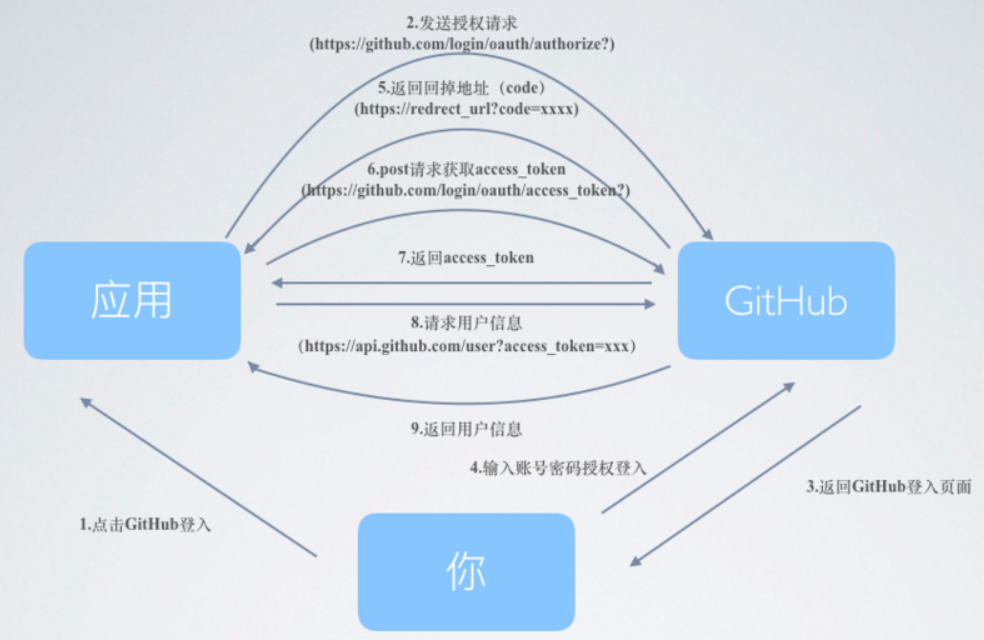 2.发送授权请求
(https://github.com/login/oauth/authorize?)
5.返回回掉地址（code）
(https://redrect_url?code=xxxx)
6.post请求获取access_token
(https://github.com/login/oauth/access_token?)
7.返回access_token
应用
GitHub
8.请求用户信息
（https://api.github.com/user?access_token=xxx）
9.返回用户信息
4.输入账号密码授权登入
3.返回GitHub登入页面
1.点击GitHub登入
你